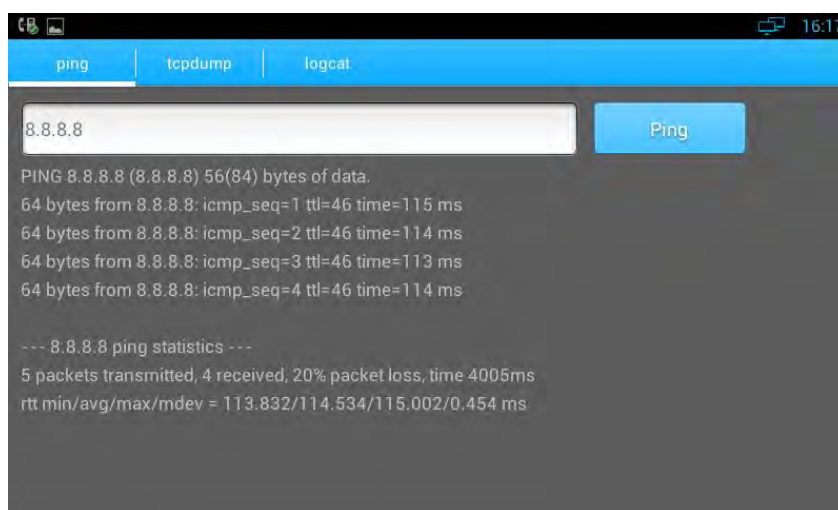 16:17
ping tcpdump logcat
8.8.8.8 Ping
PING 8.8.8.8 (8.8.8.8) 56(84) bytes of data.
64 bytes from 8.8.8.8: icmp_seq=1 ttl=46 time=115 ms
64 bytes from 8.8.8.8: icmp_seq=2 ttl=46 time=114 ms
64 bytes from 8.8.8.8: icmp_seq=3 ttl=46 time=113 ms
64 bytes from 8.8.8.8: icmp_seq=4 ttl=46 time=114 ms
--- 8.8.8.8 ping statistics ---
5 packets transmitted, 4 received, 20% packet loss, time 4005ms
rtt min/avg/max/mdev = 113.832/114.534/115.002/0.454 ms